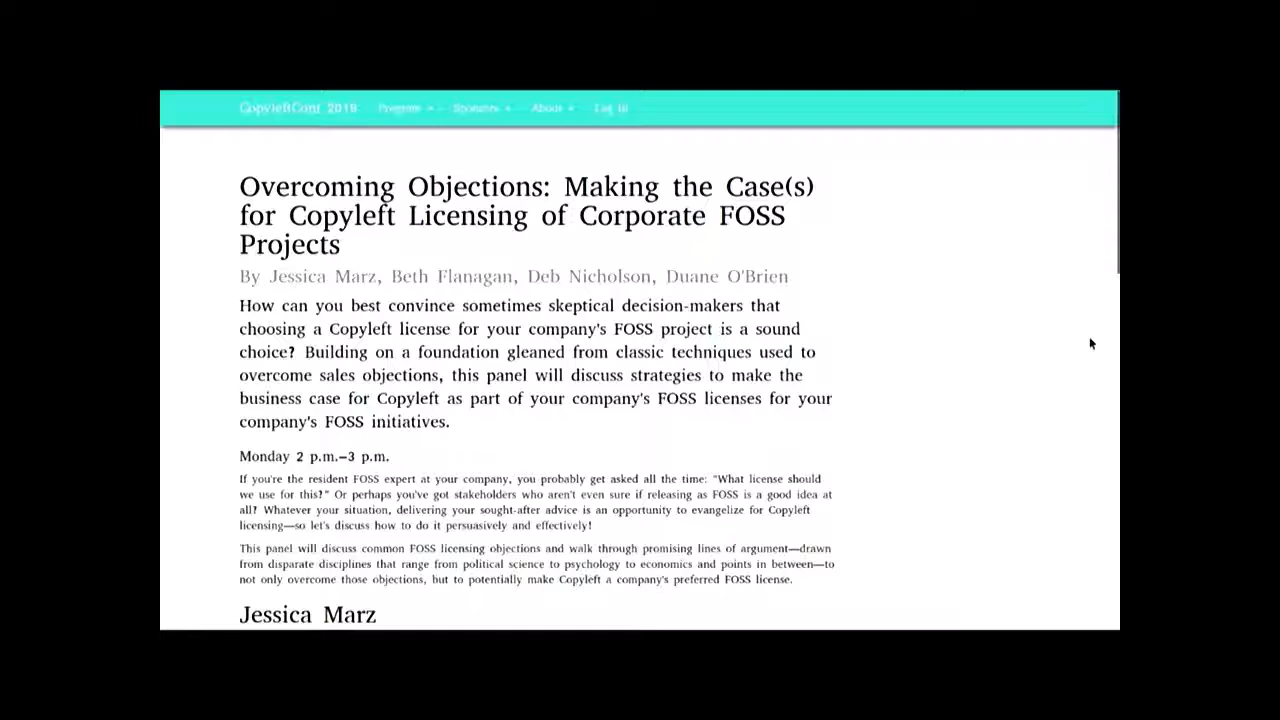 CopyleftConf 2019 Program Sponsors About Log In
Overcoming Objections: Making the Case(s)
for Copyleft Licensing of Corporate FOSS
Projects
By Jessica Marz, Beth Flanagan, Deb Nicholson, Duane O'Brien
How can you best convince sometimes skeptical decision-makers that
choosing a Copyleft license for your company's FOSS project is a sound
choice? Building on a foundation gleaned from classic techniques used to
overcome sales objections, this panel will discuss strategies to make the
business case for Copyleft as part of your company's FOSS licenses for your
company's FOSS initiatives.
Monday 2 p.m.–3 p.m.
If you're the resident FOSS expert at your company, you probably get asked all the time: "What license should
we use for this?" Or perhaps you've got stakeholders who aren't even sure if releasing as FOSS is a good idea at
all? Whatever your situation, delivering your sought-after advice is an opportunity to evangelize for Copyleft
licensing—so let's discuss how to do it persuasively and effectively!
This panel will discuss common FOSS licensing objections and walk through promising lines of argument—drawn
from disparate disciplines that range from political science to psychology to economics and points in between—to
not only overcome those objections, but to potentially make Copyleft a company's preferred FOSS license.
Jessica Marz